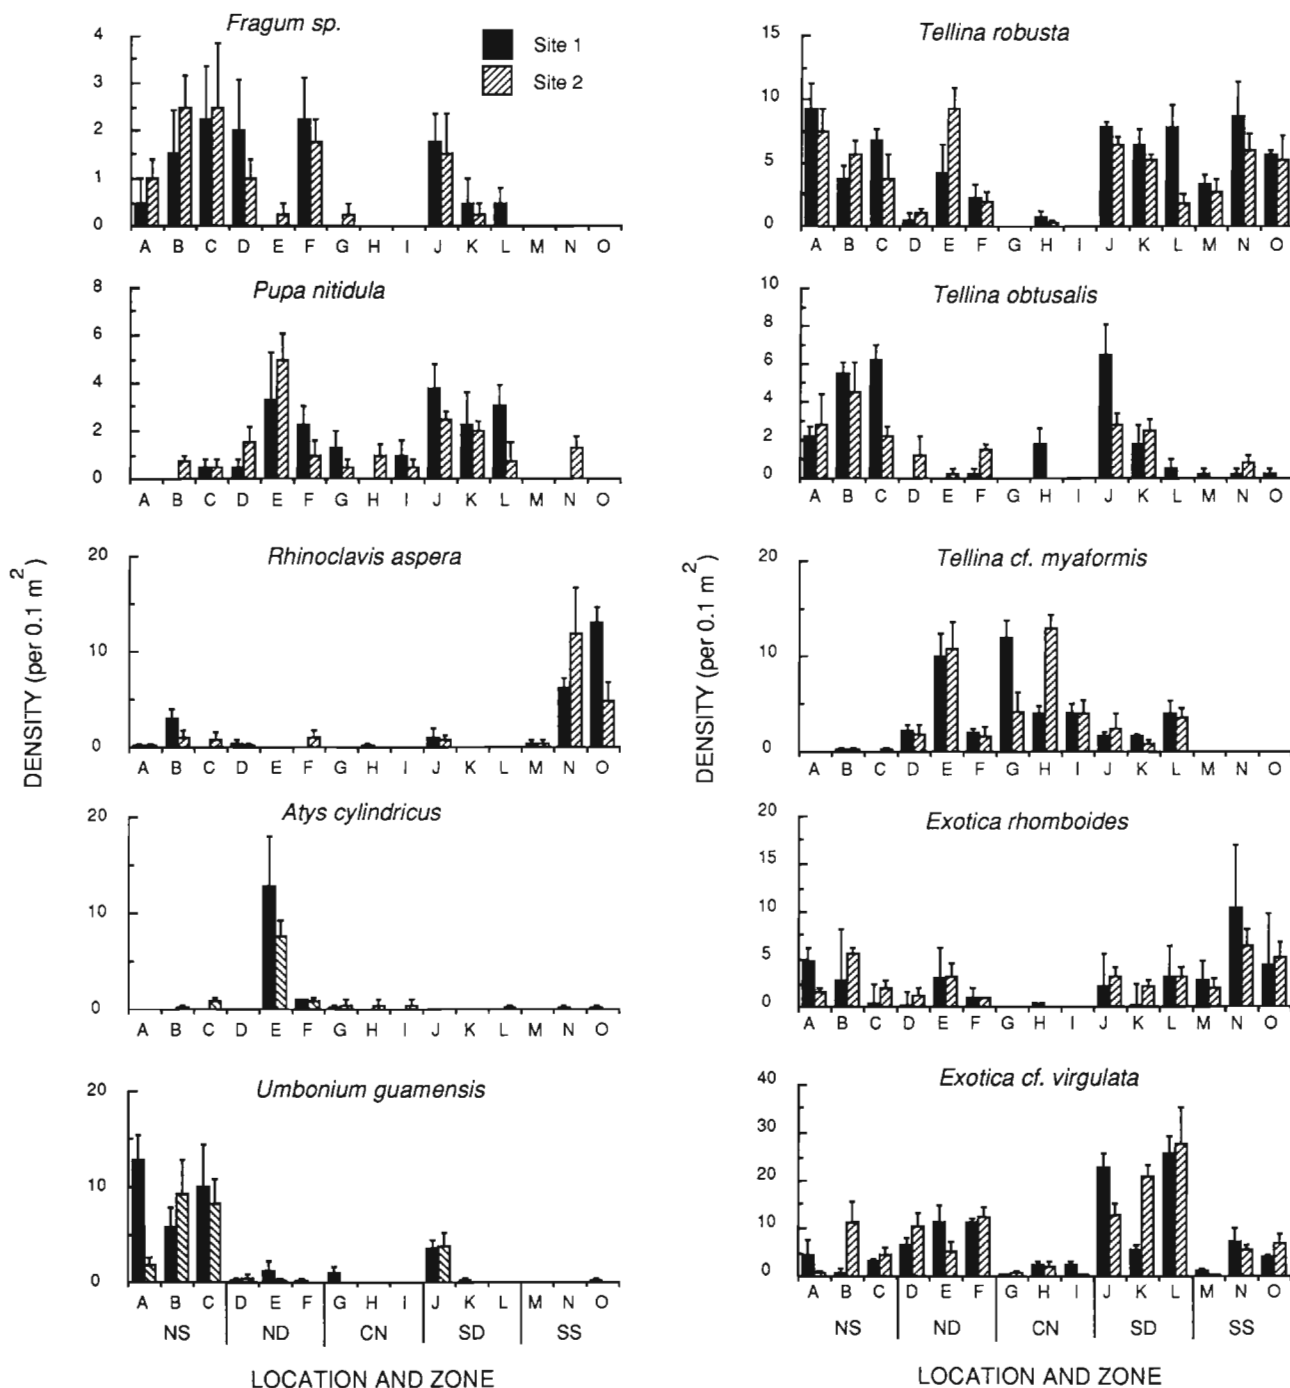 Fragum sp.
4
3
2
1
0
Site 1
Site 2
A B C D E F G H I J K L M N O
Pupa nitidula
8
6
4
2
0
A B C D E F G H I J K L M N O
Rhinoclavis aspera
20
10
0
A B C D E F G H I J K L M N O
Atys cylindricus
20
10
0
A B C D E F G H I J K L M N O
Umbonium guamensis
20
10
0
A B C D E F G H I J K L M N O
NS ND CN SD SS
LOCATION AND ZONE
DENSITY (per 0.1 m²)
Tellina robusta
15
10
5
0
A B C D E F G H I J K L M N O
Tellina obtusalis
10
8
6
4
2
0
A B C D E F G H I J K L M N O
Tellina cf. myaformis
20
10
0
A B C D E F G H I J K L M N O
Exotica rhomboides
20
15
10
5
0
A B C D E F G H I J K L M N O
Exotica cf. virgulata
40
30
20
10
0
A B C D E F G H I J K L M N O
NS ND CN SD SS
LOCATION AND ZONE
DENSITY (per 0.1 m²)